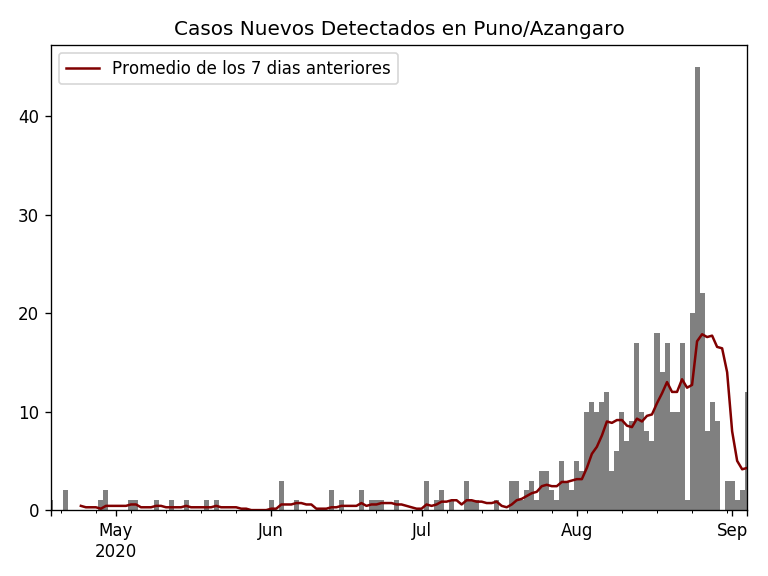 Casos Nuevos Detectados en Puno/Azangaro
Promedio de los 7 dias anteriores
40
30
20
10
0
May Jun Jul Aug Sep
2020